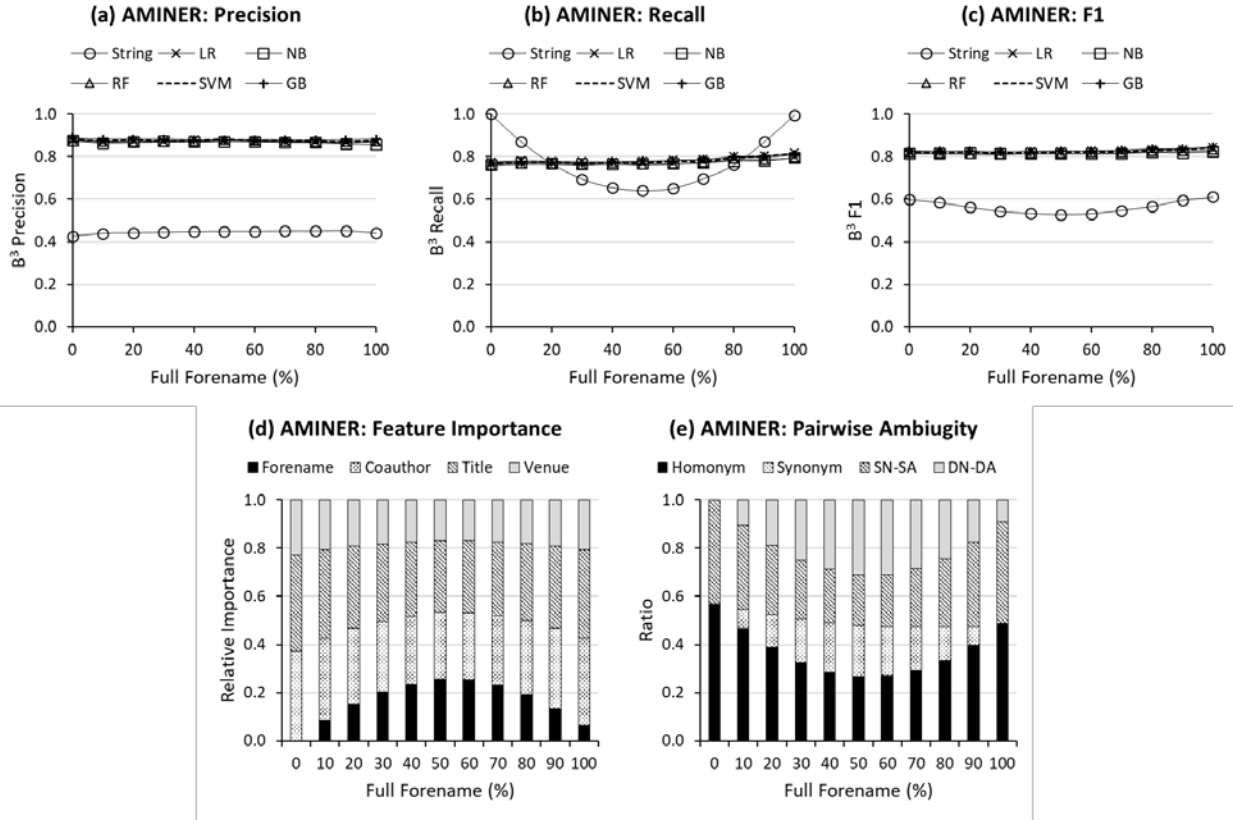 (a) AMINER: Precision
String LR NB
RF SVM GB
1.0
0.8
0.6
0.4
0.2
0.0
B³ Precision
0 20 40 60 80 100
Full Forename (%)
(b) AMINER: Recall
String LR NB
RF SVM GB
1.0
0.8
0.6
0.4
0.2
0.0
B³ Recall
0 20 40 60 80 100
Full Forename (%)
(c) AMINER: F1
String LR NB
RF SVM GB
1.0
0.8
0.6
0.4
0.2
0.0
B³ F1
0 20 40 60 80 100
Full Forename (%)
(d) AMINER: Feature Importance
Forename Coauthor Title Venue
1.0
0.8
0.6
0.4
0.2
0.0
Relative Importance
0 10 20 30 40 50 60 70 80 90 100
Full Forename (%)
(e) AMINER: Pairwise Ambiugity
Homonym Synonym SN-SA DN-DA
1.0
0.8
0.6
0.4
0.2
0.0
Ratio
0 10 20 30 40 50 60 70 80 90 100
Full Forename (%)